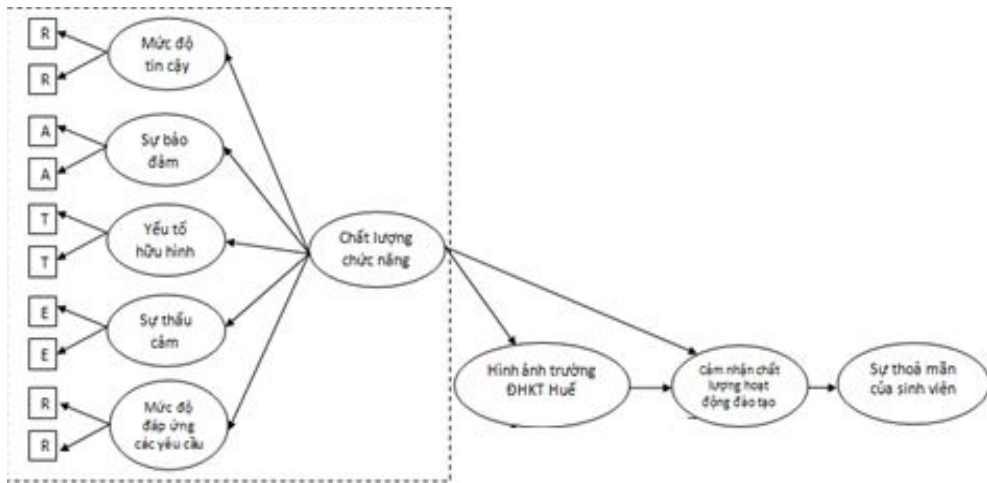 R
R
Mức độ
tin cậy
A
A
Sự bảo
đảm
T
T
Yếu tố
hữu hình
E
E
Sự thấu
cảm
R
R
Mức độ
đáp ứng
các yêu cầu
Chất lượng
chức năng
Hình ảnh trường
ĐHKT Huế
Cảm nhận chất
lượng hoạt
động đào tạo
Sự thoả mãn
của sinh viên